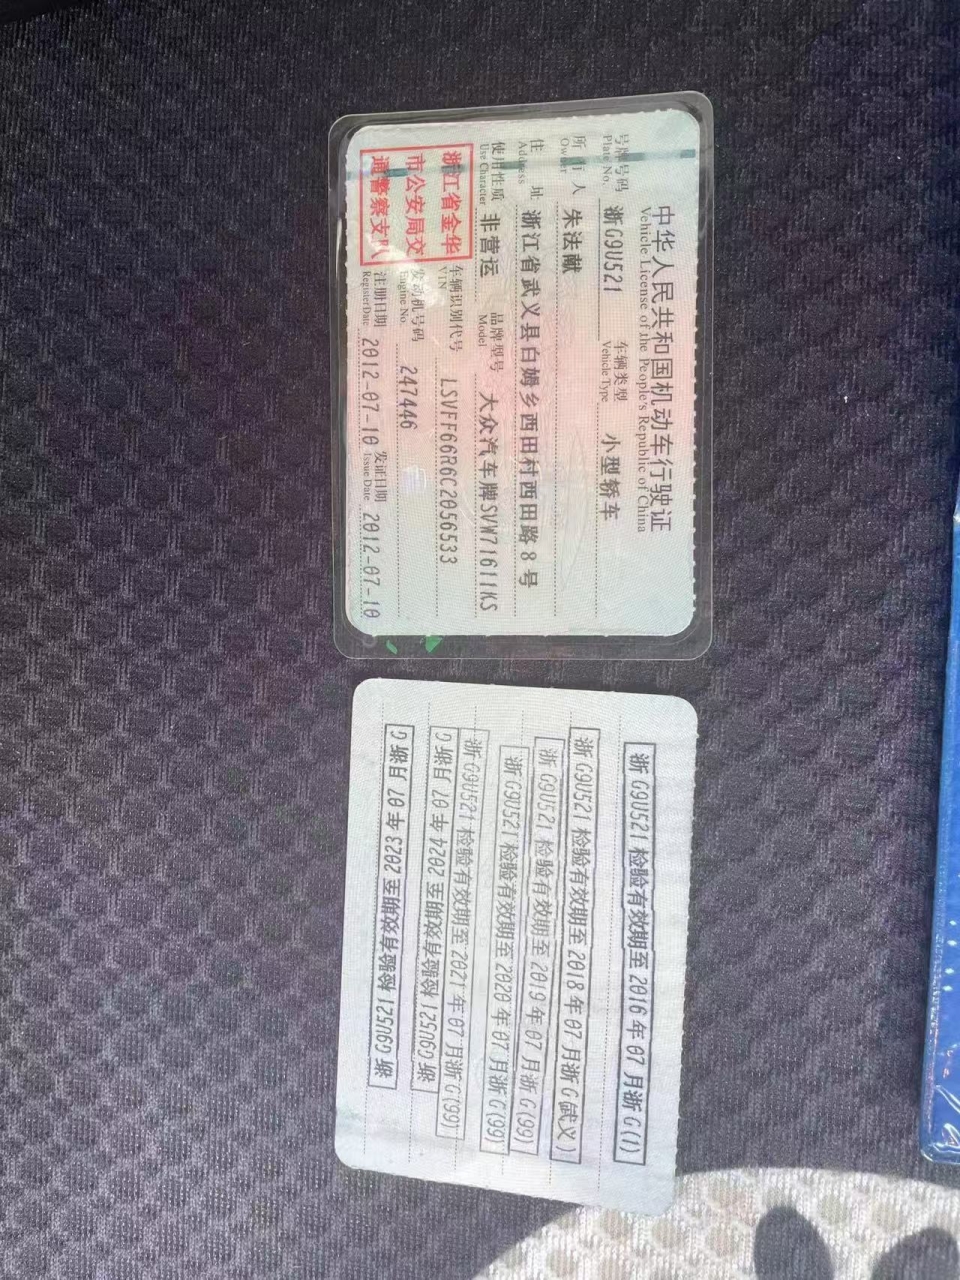 中华人民共和国机动车行驶证
Vehicle License of the People's Republic of China
号牌号码 浙G9U521 车辆类型 小型轿车
Plate No. Vehicle Type
所有人 朱法献
Owner
住址 浙江省武义县白姆乡西田村西田路8号
Address
使用性质 非营运 品牌型号 大众汽车牌SVW71611KS
Use Character Model
浙江省金华
市公安局交
通警察支队
车辆识别代号 LSVFF66R6C2056533
VIN
发动机号码 247446
Engine No.
注册日期 2012-07-10 发证日期 2012-07-10
Register Date Issue Date
浙G9U521 检验有效期至2016年07月浙G(1)
浙G9U521 检验有效期至2018年07月浙G(武义)
浙G9U521 检验有效期至2019年07月浙G(99)
浙G9U521 检验有效期至2020年07月浙G(99)
浙G9U521 检验有效期至2021年07月浙G(99)
浙G9U521检验有效期至2024年07月浙G
浙G9U521检验有效期至2023年07月浙G